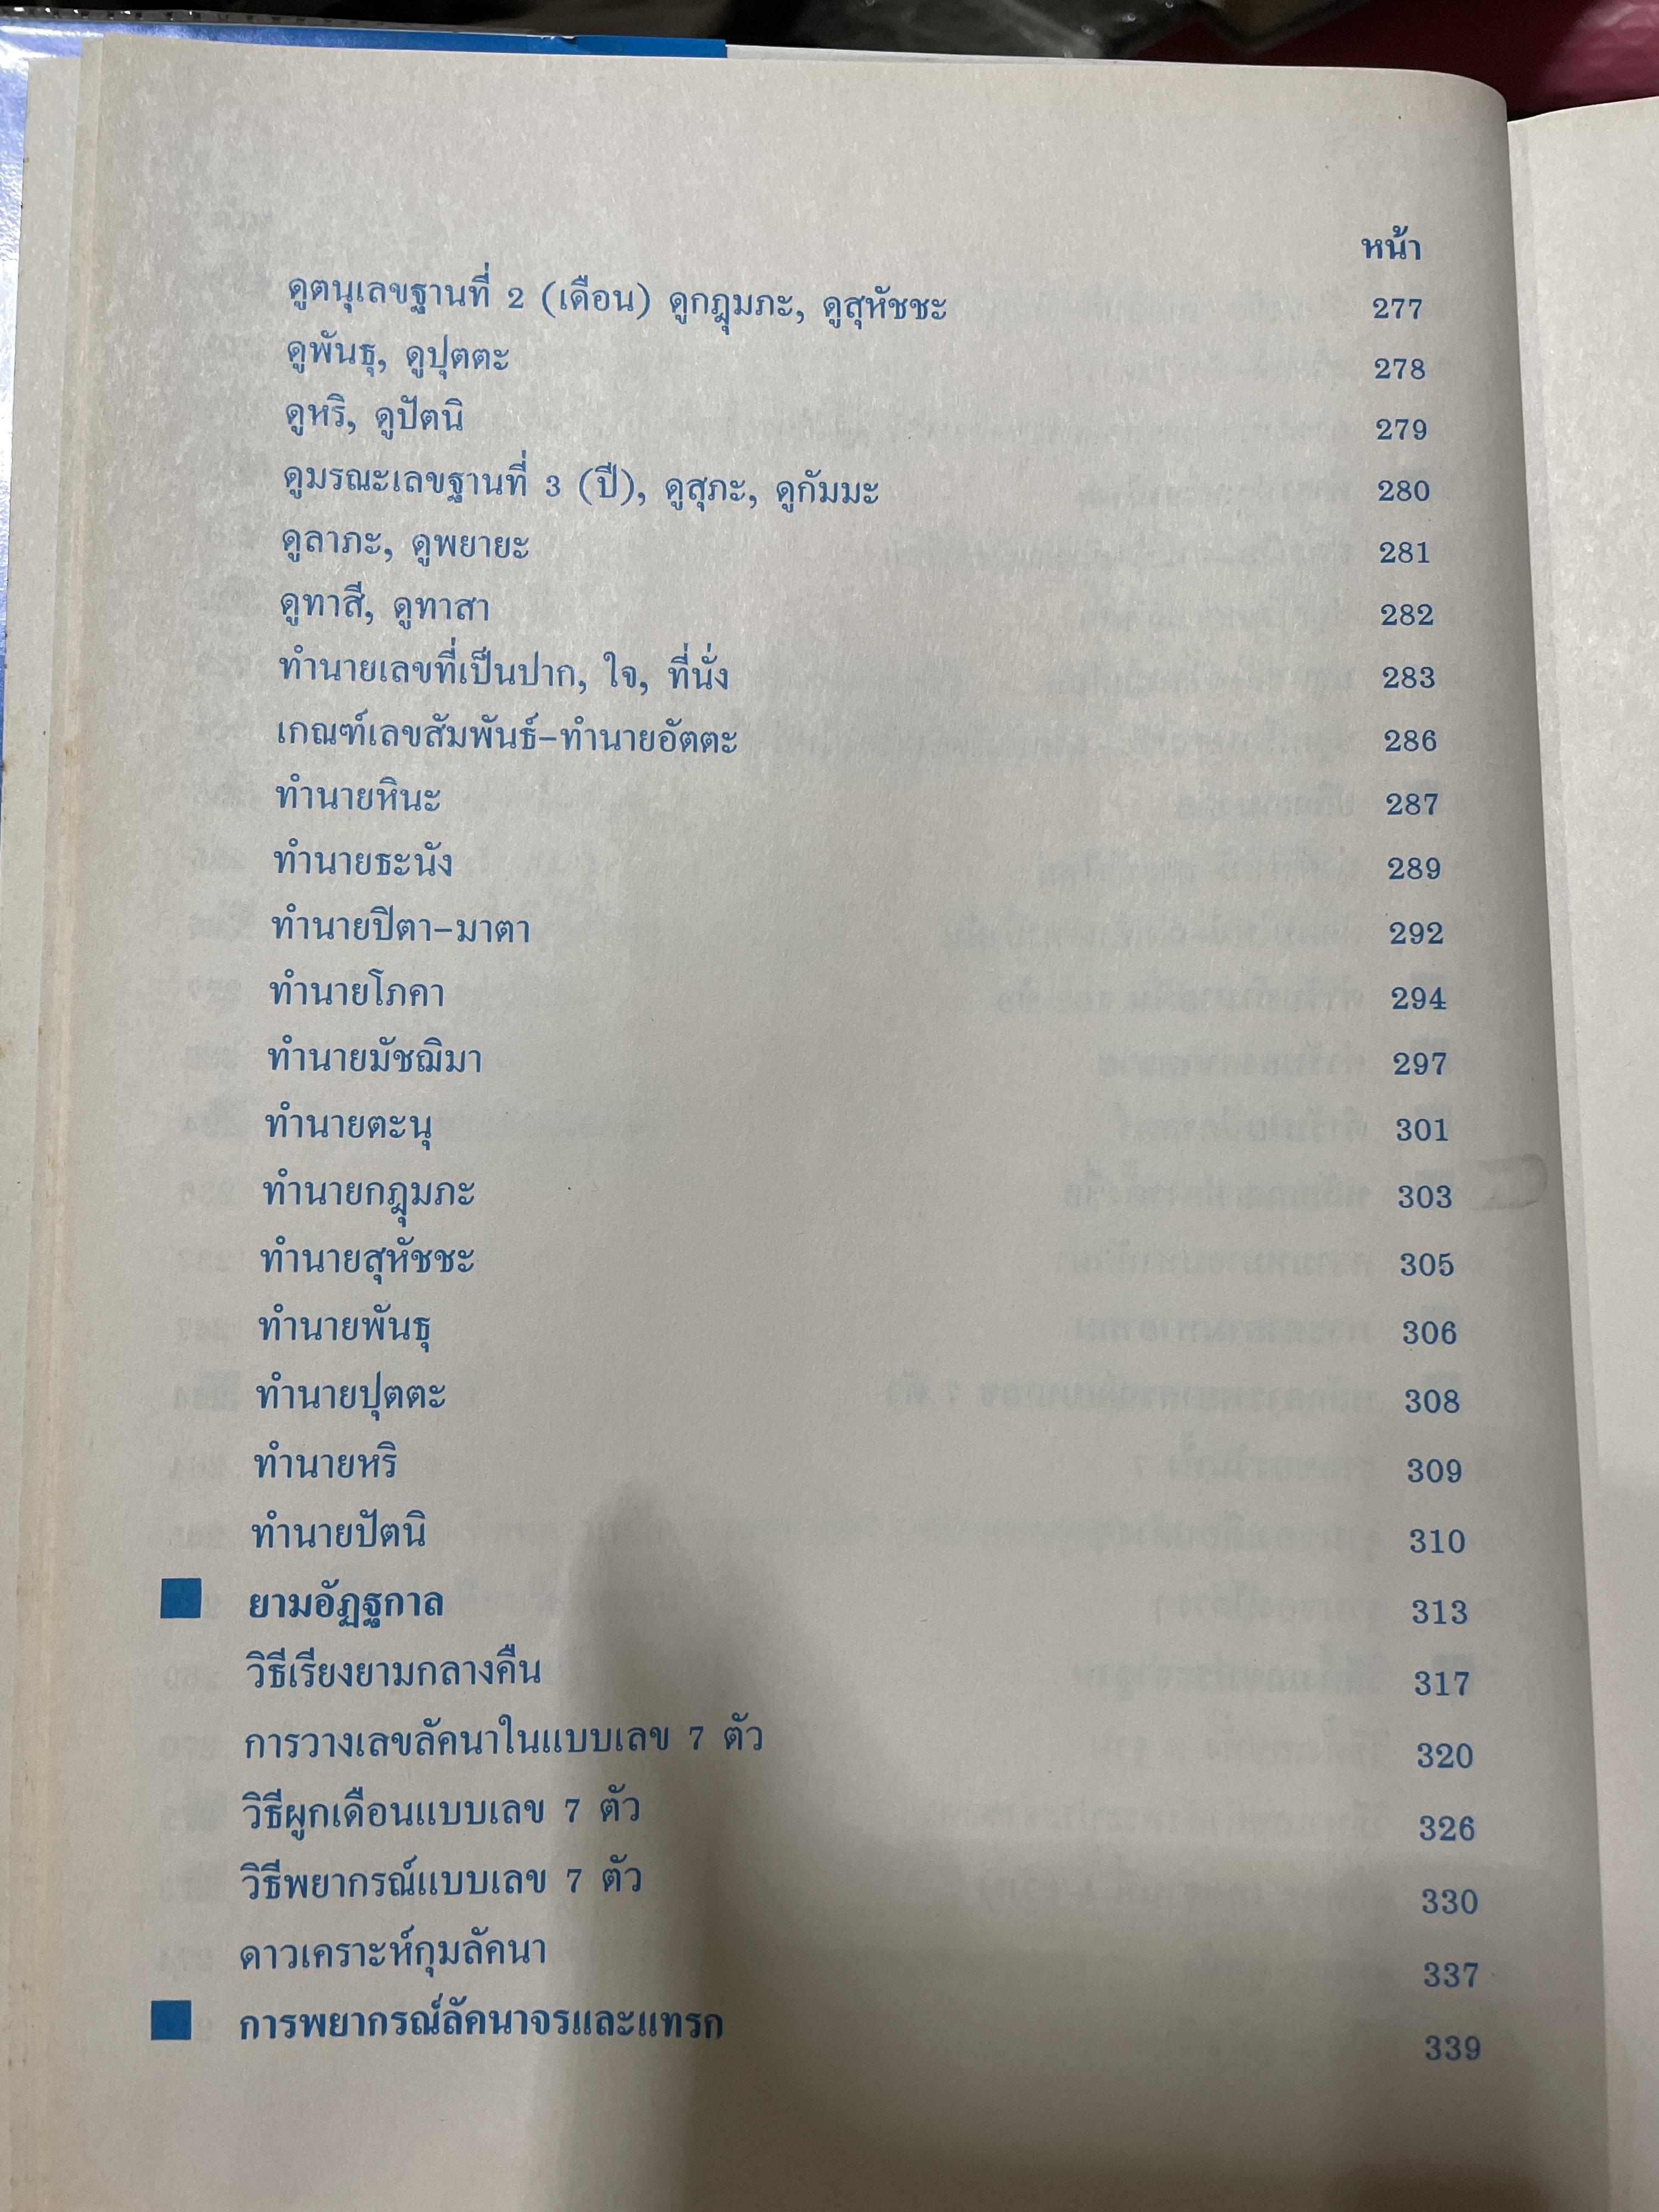 หน้า
ดูตนุเลขฐานที่ 2 (เดือน) ดูกฎุมภะ, ดูสุหัชชะ 277
ดูพันธุ, ดูปุตตะ 278
ดูหริ, ดูปัตนิ 279
ดูมรณะเลขฐานที่ 3 (ปี), ดูสุภะ, ดูกัมมะ 280
ดูลาภะ, ดูพยายะ 281
ดูทาสี, ดูทาสา 282
ทำนายเลขที่เป็นปาก, ใจ, ที่นั่ง 283
เกณฑ์เลขสัมพันธ์-ทำนายอัตตะ 286
ทำนายหินะ 287
ทำนายธะนัง 289
ทำนายปิตา-มาตา 292
ทำนายโภคา 294
ทำนายมัชฌิมา 297
ทำนายตะนุ 301
ทำนายกฎุมภะ 303
ทำนายสุหัชชะ 305
ทำนายพันธุ 306
ทำนายปุตตะ 308
ทำนายหริ 309
ทำนายปัตนิ 310
ยามอัฏฐกาล 313
วิธีเรียงยามกลางคืน 317
การวางเลขลัคนาในแบบเลข 7 ตัว 320
วิธีผูกเดือนแบบเลข 7 ตัว 326
วิธีพยากรณ์แบบเลข 7 ตัว 330
ดาวเคราะห์กุมลัคนา 337
การพยากรณ์ลัคนาจรและแทรก 339